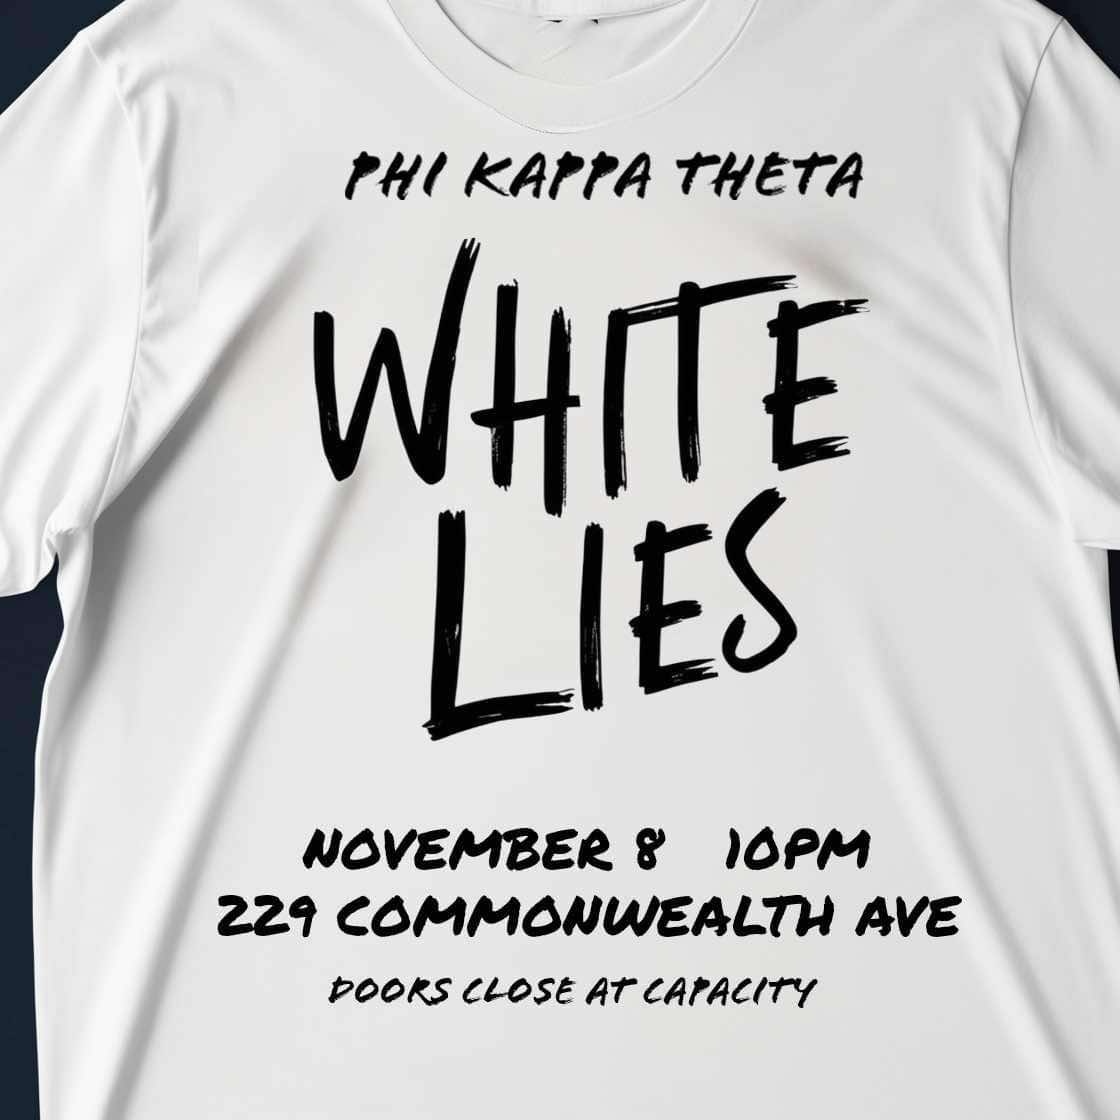 PHI KAPPA THETA
WHITE
LIES
NOVEMBER 8 10PM
229 COMMONWEALTH AVE
DOORS CLOSE AT CAPACITY